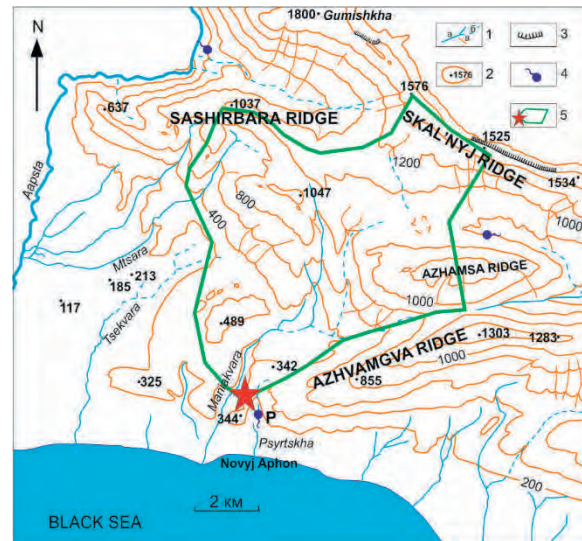 N
1800 Gumishkha
а б
а
1
3
1576
2
4
5
1576
637
1037
SASHIRBARA RIDGE
SKAL'NYJ RIDGE
1525
1200
1534
Aapsta
800
1047
400
1000
Mtsara
AZHAMSA RIDGE
213
185
117
Tsekvara
1000
489
AZHVAMGVA RIDGE
1303
1283
1000
342
325
Maniakvara
855
344
P
Psyrtskha
Novyj Aphon
200
2 км
BLACK SEA